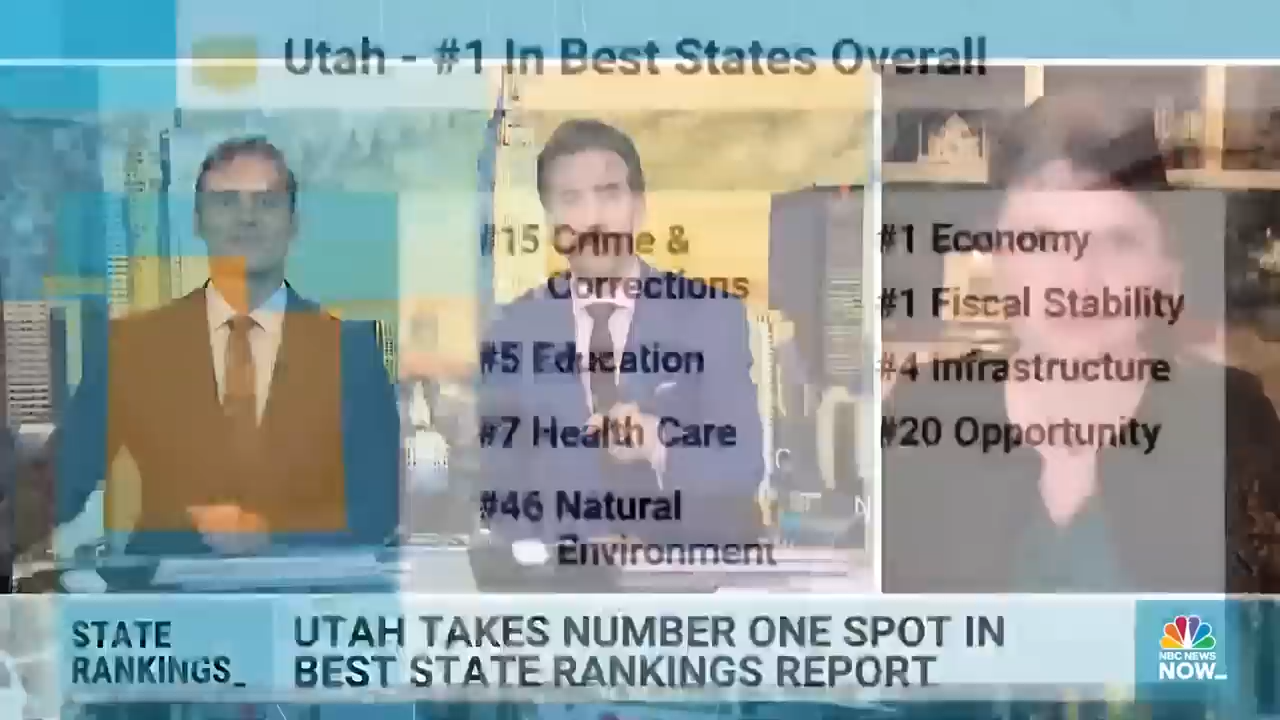 Utah - #1 In Best States Overall
#15 Crime &
Corrections
#5 Education
#7 Health Care
#46 Natural
Environment
#1 Economy
#1 Fiscal Stability
#4 Infrastructure
#20 Opportunity
STATE
RANKINGS_
UTAH TAKES NUMBER ONE SPOT IN
BEST STATE RANKINGS REPORT
NBC NEWS
NOW_